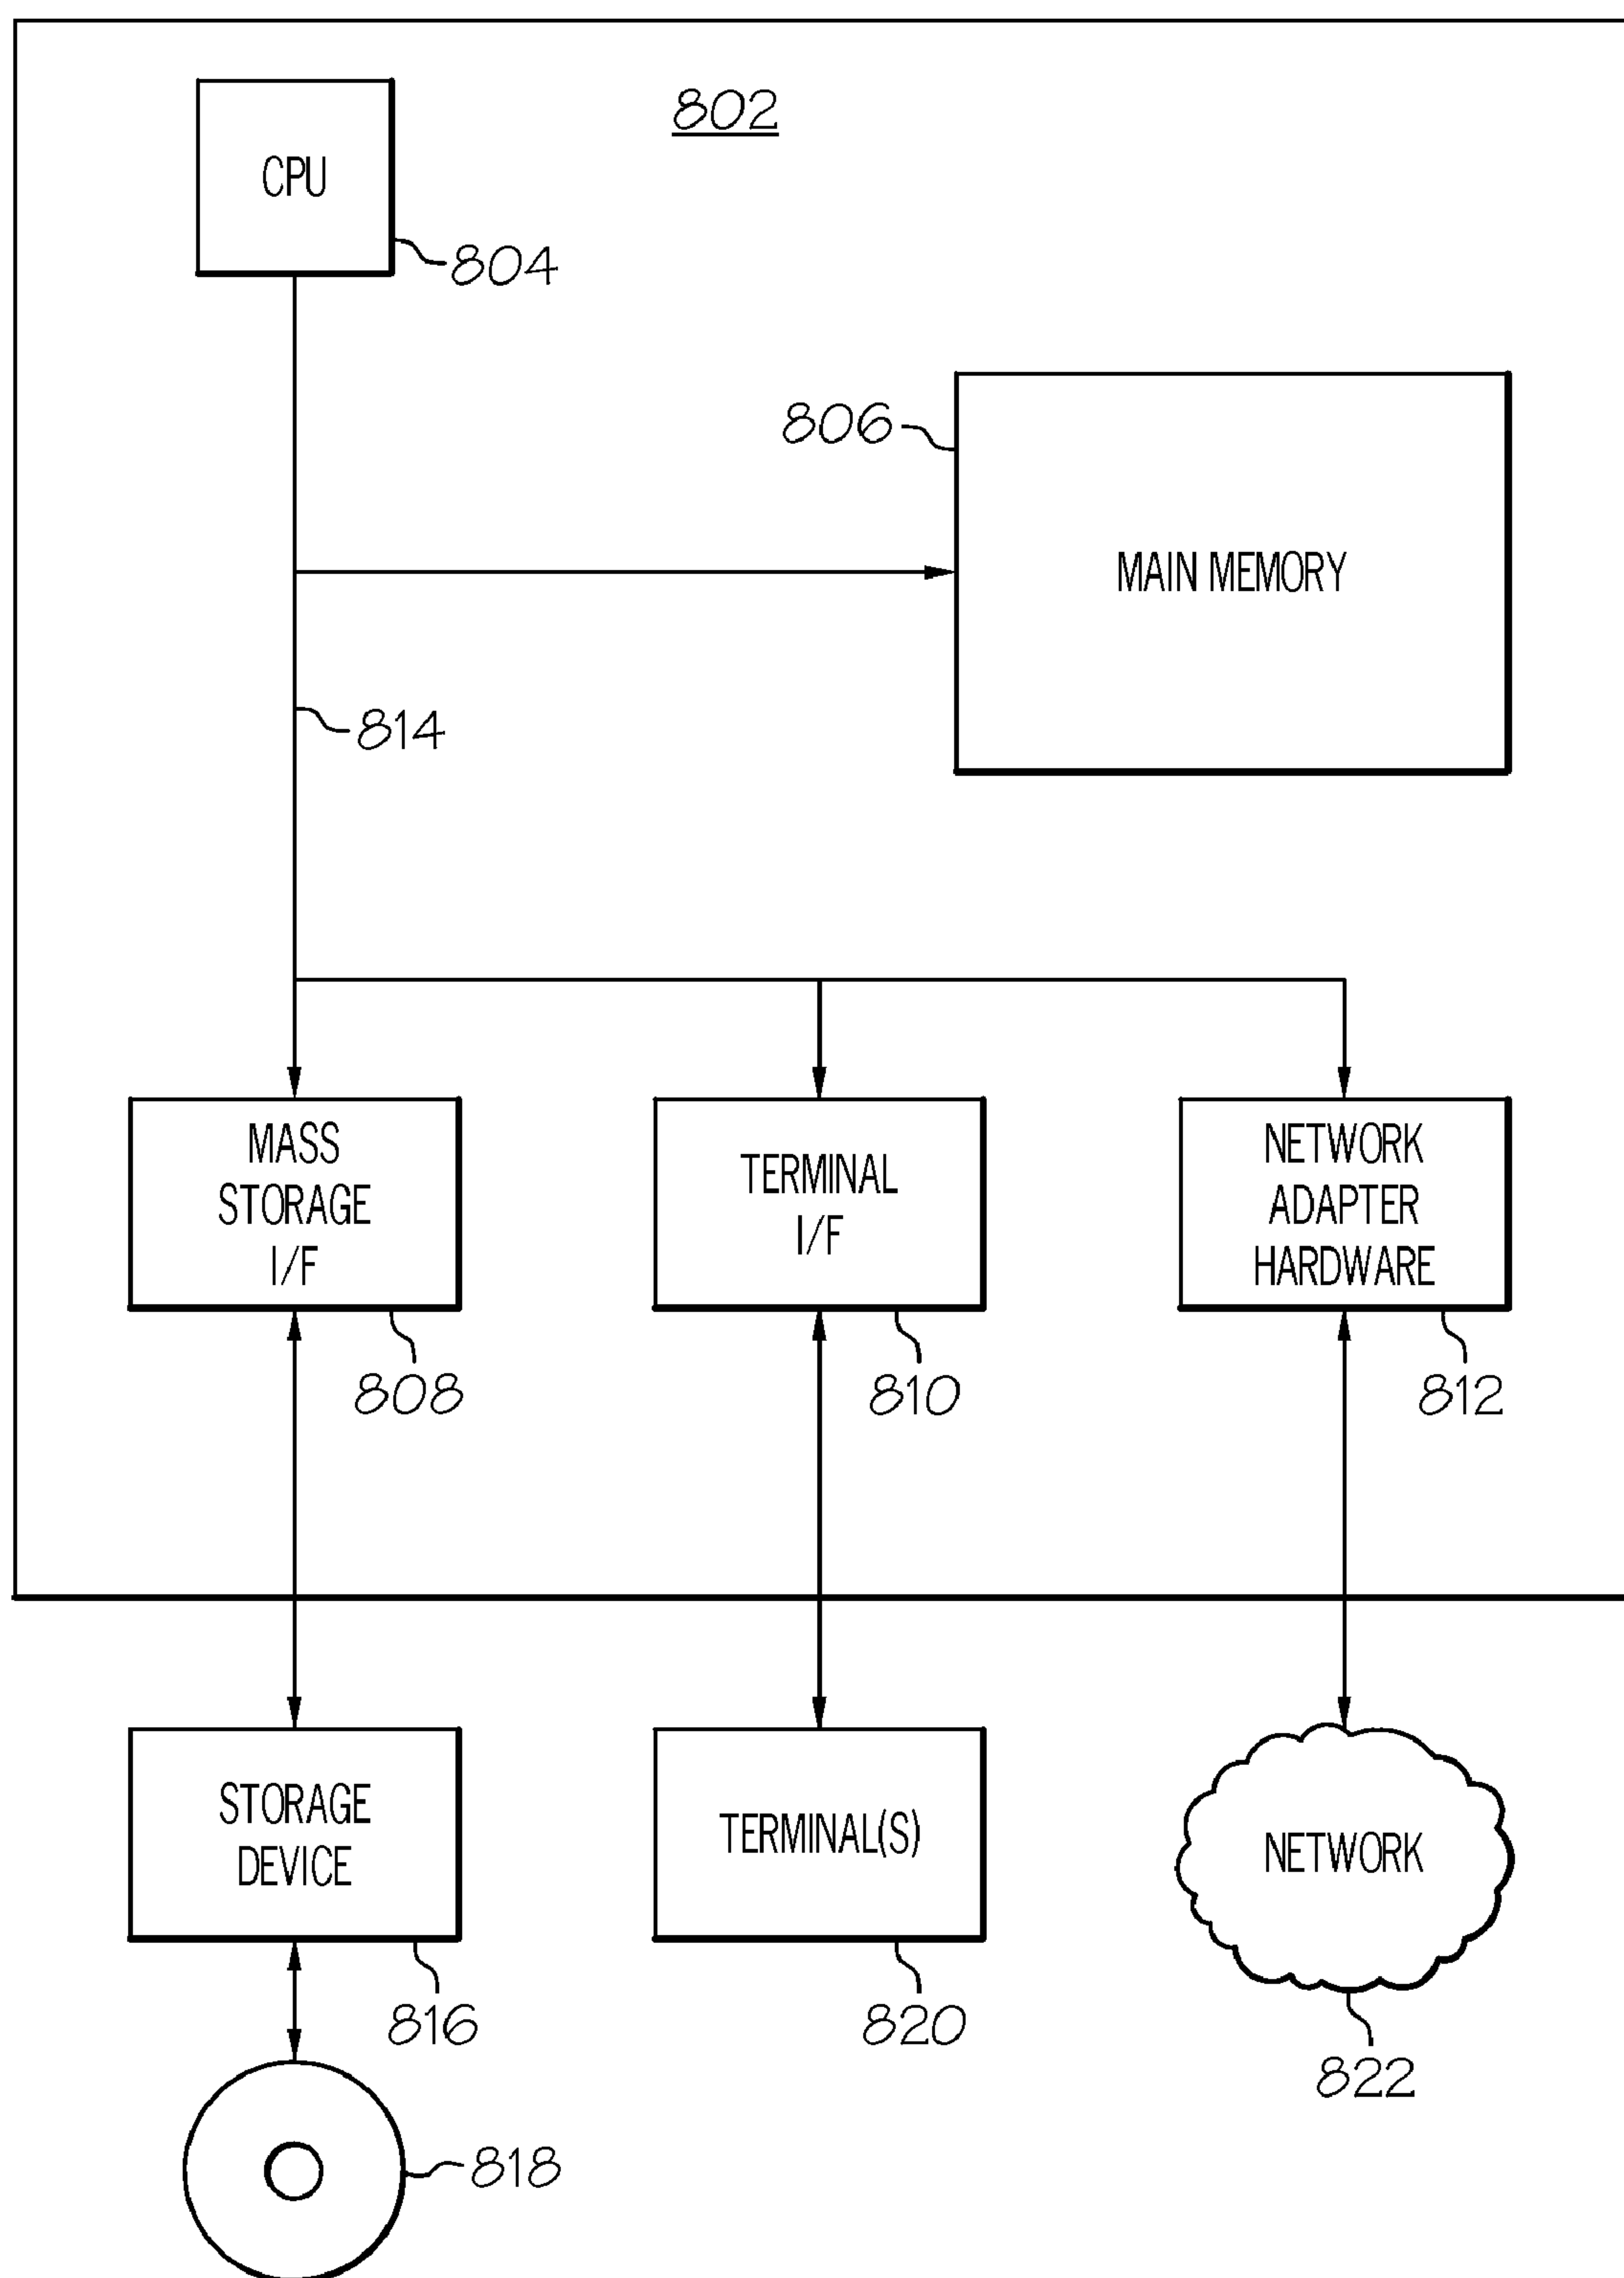 802
CPU
804
806
MAIN MEMORY
814
MASS
STORAGE
I/F
TERMINAL
I/F
NETWORK
ADAPTER
HARDWARE
808
810
812
STORAGE
DEVICE
TERMINAL(S)
NETWORK
816
820
822
818